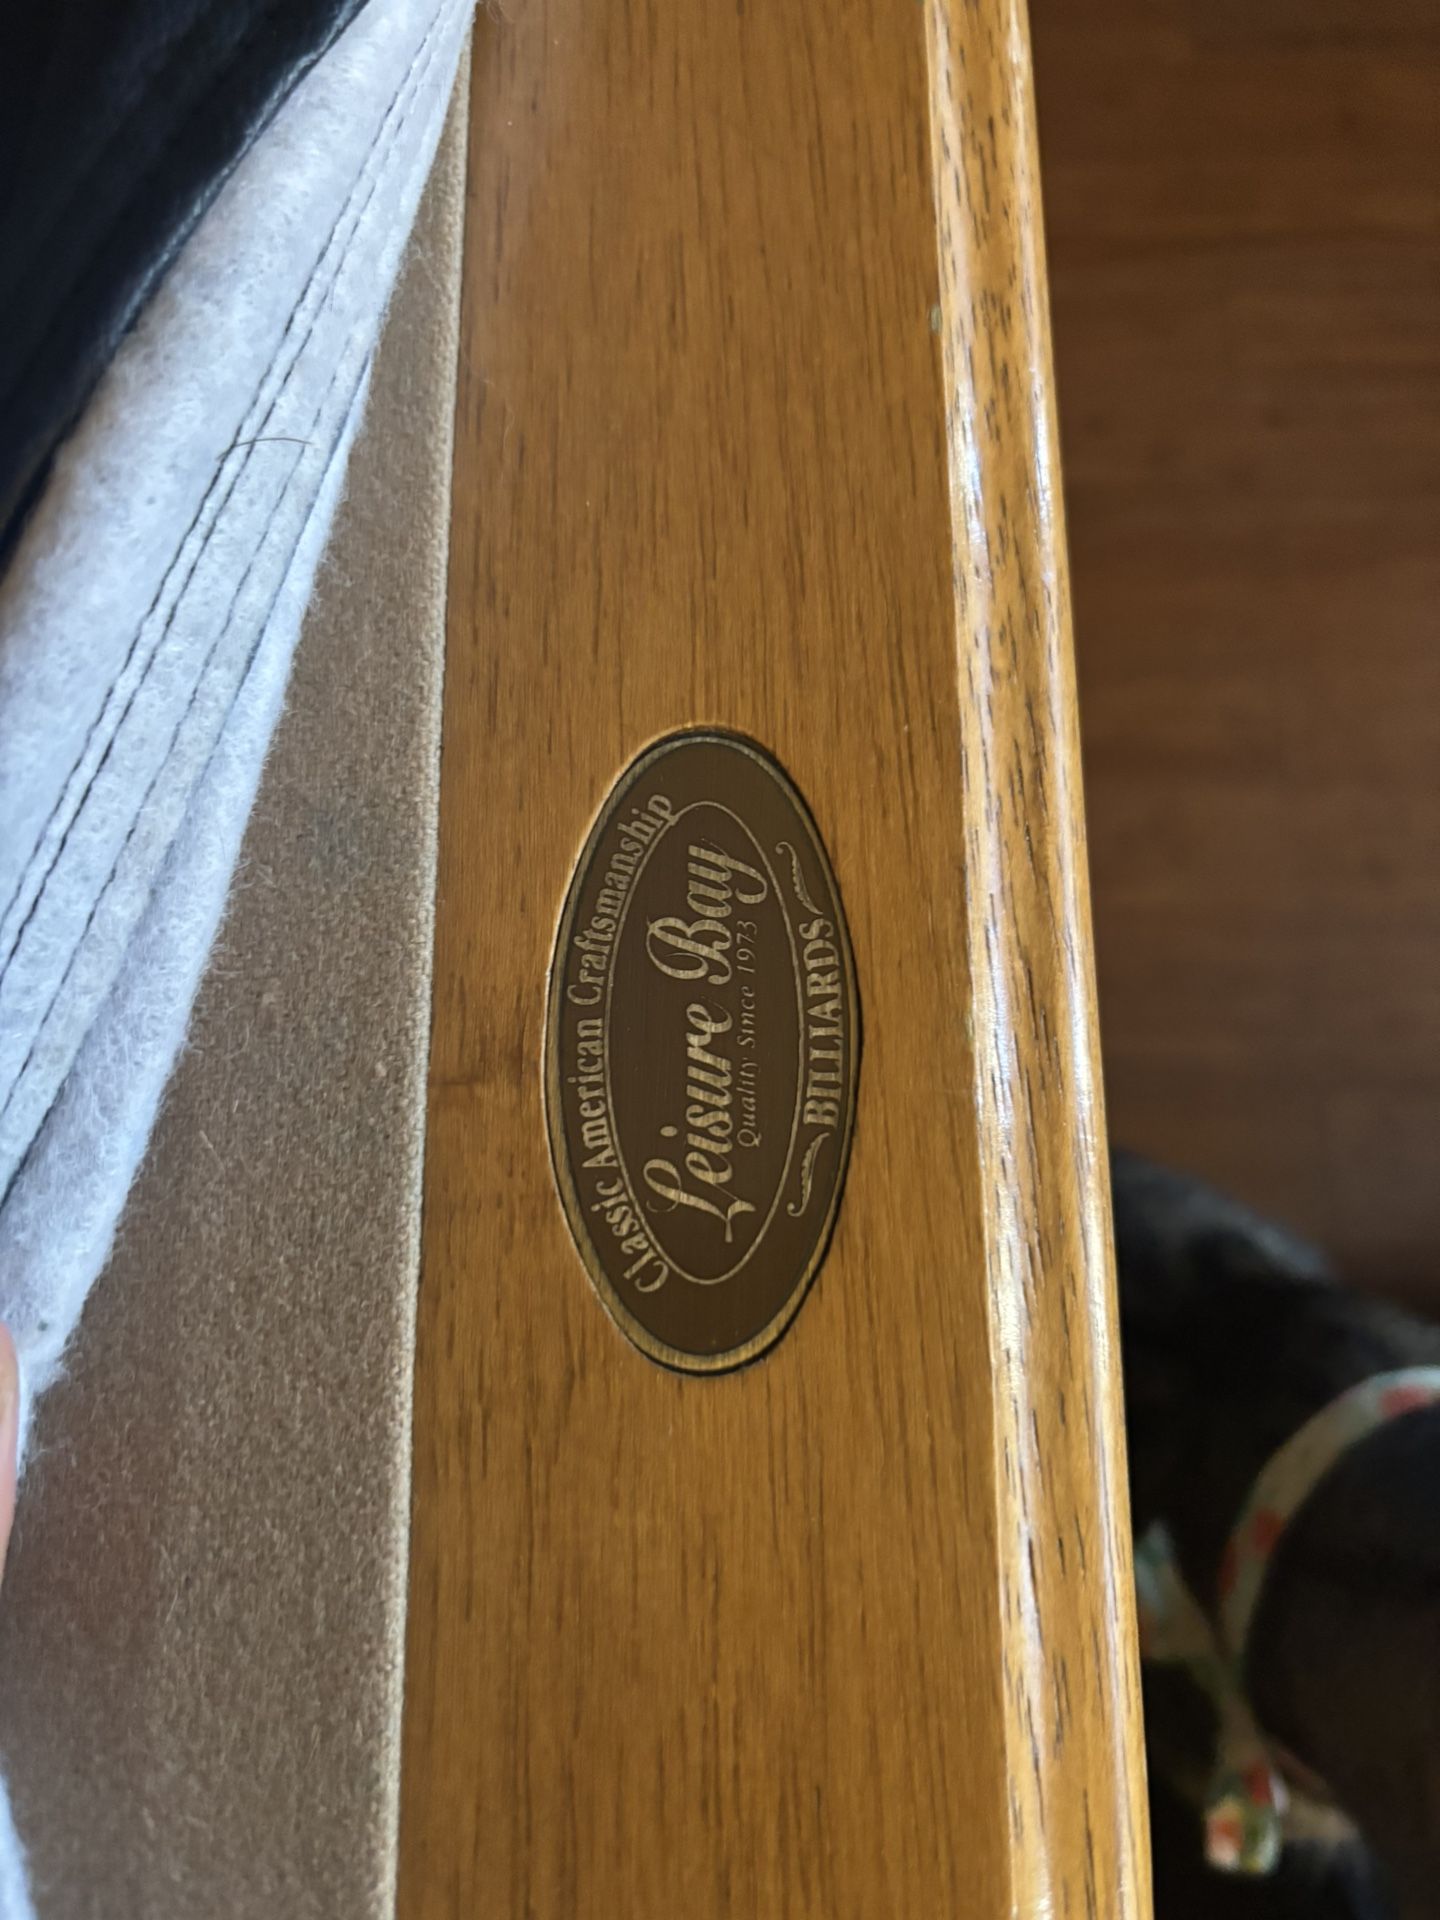 Classic American Craftsmanship
Leisure Bay
Quality Since 1973
BILLIARDS